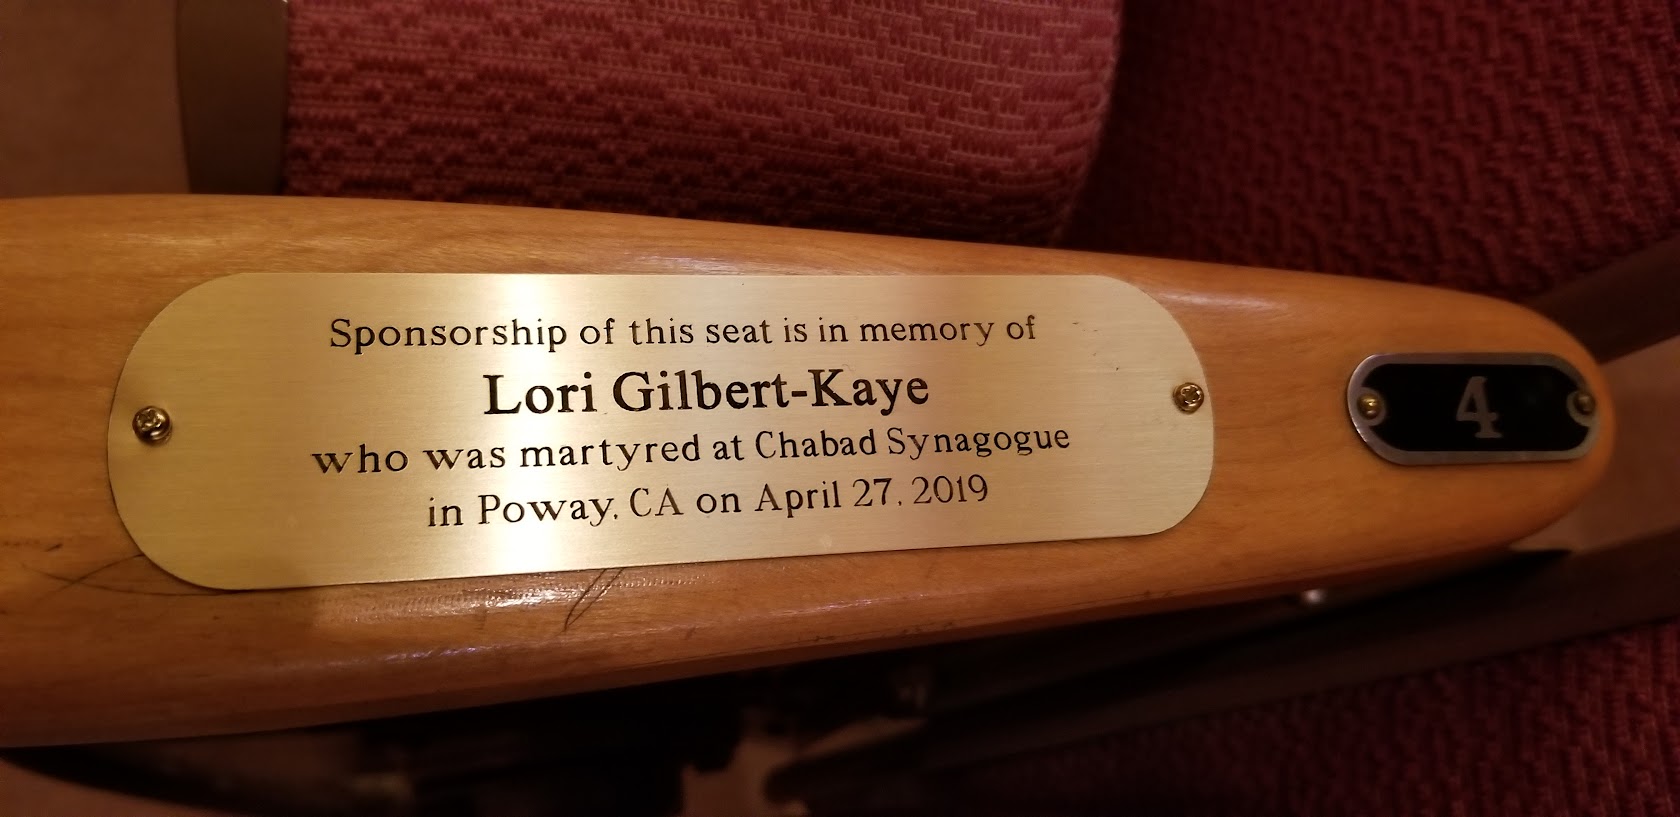 Sponsorship of this seat is in memory of
Lori Gilbert-Kaye
who was martyred at Chabad Synagogue
in Poway, CA on April 27, 2019
4